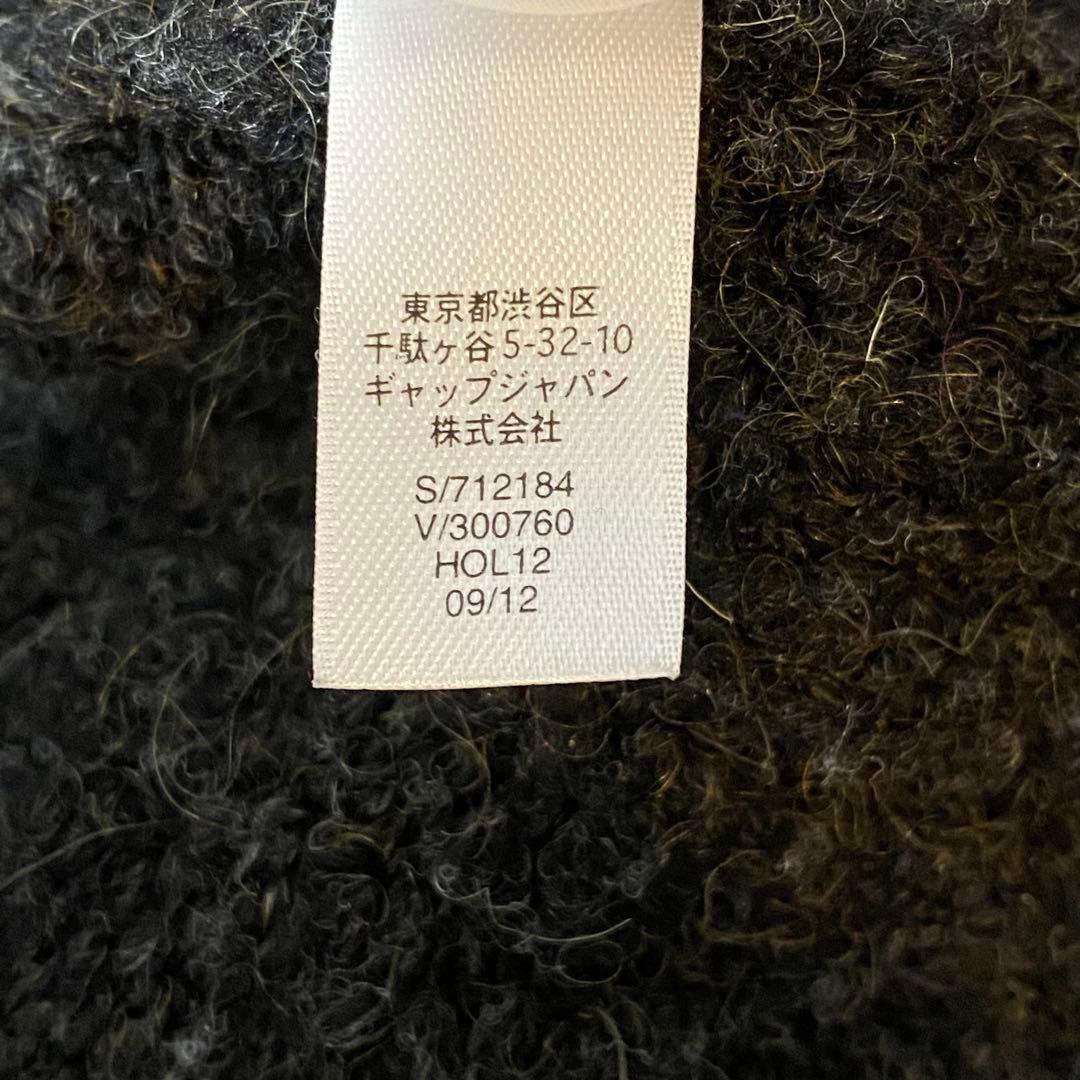 東京都渋谷区
千駄ヶ谷 5-32-10
ギャップジャパン
株式会社
S/712184
V/300760
HOL12
09/12